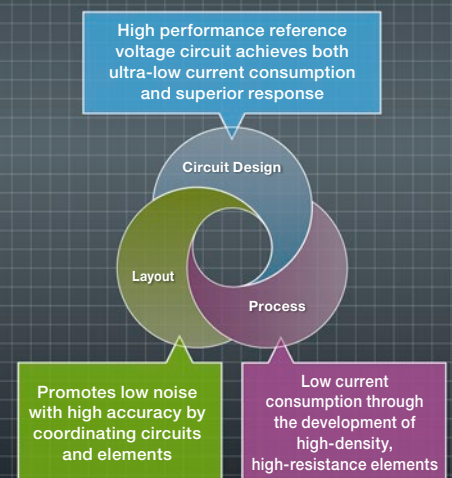 High performance reference
voltage circuit achieves both
ultra-low current consumption
and superior response
Circuit Design
Layout
Process
Promotes low noise
with high accuracy by
coordinating circuits
and elements
Low current
consumption through
the development of
high-density,
high-resistance elements